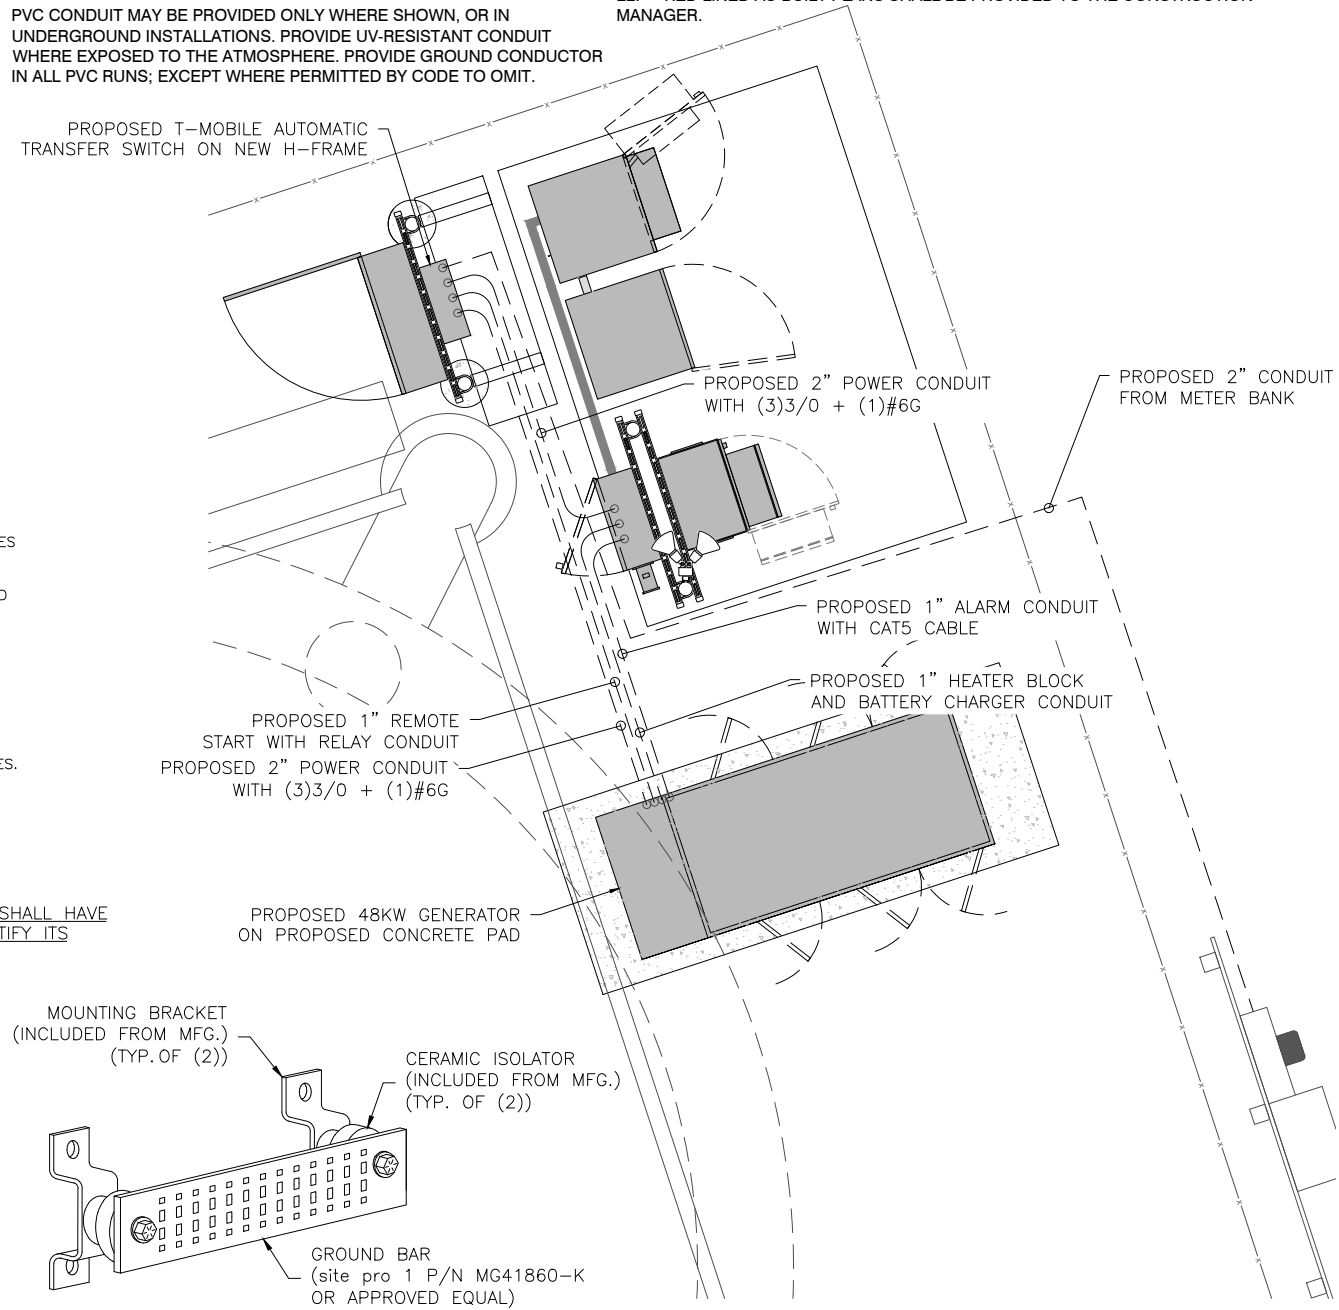 PVC CONDUIT MAY BE PROVIDED ONLY WHERE SHOWN, OR IN
UNDERGROUND INSTALLATIONS. PROVIDE UV-RESISTANT CONDUIT
WHERE EXPOSED TO THE ATMOSPHERE. PROVIDE GROUND CONDUCTOR
IN ALL PVC RUNS; EXCEPT WHERE PERMITTED BY CODE TO OMIT.
MANAGER.
PROPOSED T-MOBILE AUTOMATIC
TRANSFER SWITCH ON NEW H-FRAME
PROPOSED 2" POWER CONDUIT
WITH (3)3/0 + (1)#6G
PROPOSED 2" CONDUIT
FROM METER BANK
ES
D
PROPOSED 1" ALARM CONDUIT
WITH CAT5 CABLE
PROPOSED 1" HEATER BLOCK
AND BATTERY CHARGER CONDUIT
PROPOSED 1" REMOTE
START WITH RELAY CONDUIT
PROPOSED 2" POWER CONDUIT
WITH (3)3/0 + (1)#6G
ES.
SHALL HAVE
TIFY ITS
PROPOSED 48KW GENERATOR
ON PROPOSED CONCRETE PAD
MOUNTING BRACKET
(INCLUDED FROM MFG.)
(TYP. OF (2))
CERAMIC ISOLATOR
(INCLUDED FROM MFG.)
(TYP. OF (2))
GROUND BAR
(site pro 1 P/N MG41860-K
OR APPROVED EQUAL)